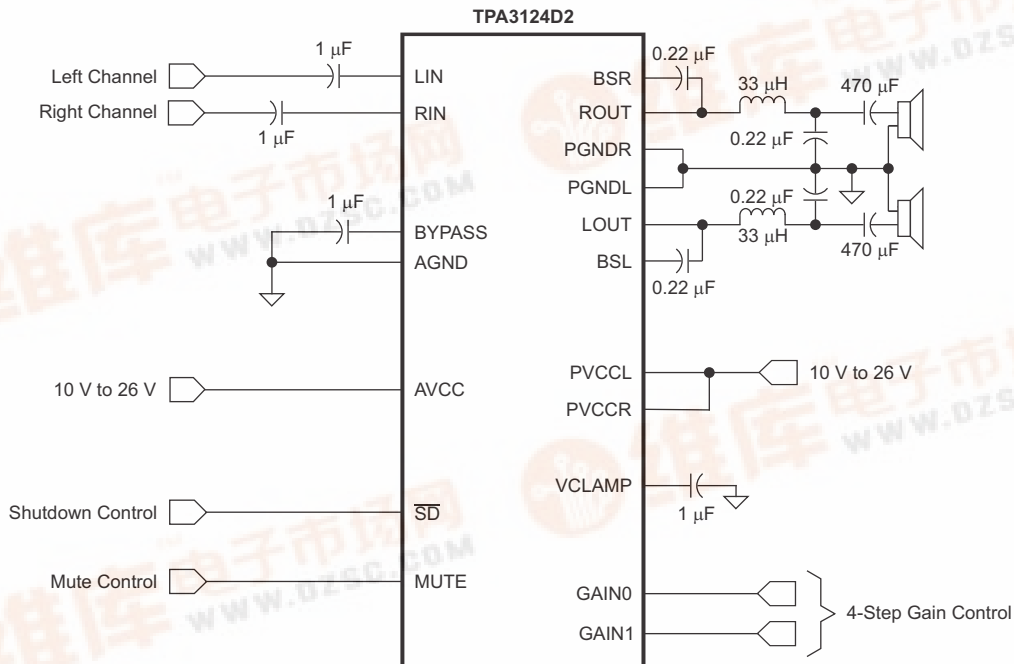 TPA3124D2
1 μF
Left Channel
LIN
Right Channel
RIN
1 μF
1 μF
BYPASS
AGND
10 V to 26 V
AVCC
Shutdown Control
SD
Mute Control
MUTE
0.22 μF
BSR
33 μH
470 μF
ROUT
0.22 μF
PGNDR
PGNDL
0.22 μF
LOUT
33 μH
470 μF
BSL
0.22 μF
PVCCL
10 V to 26 V
PVCCR
VCLAMP
1 μF
GAIN0
4-Step Gain Control
GAIN1
维库电子市场网
WWW.DZSC.COM